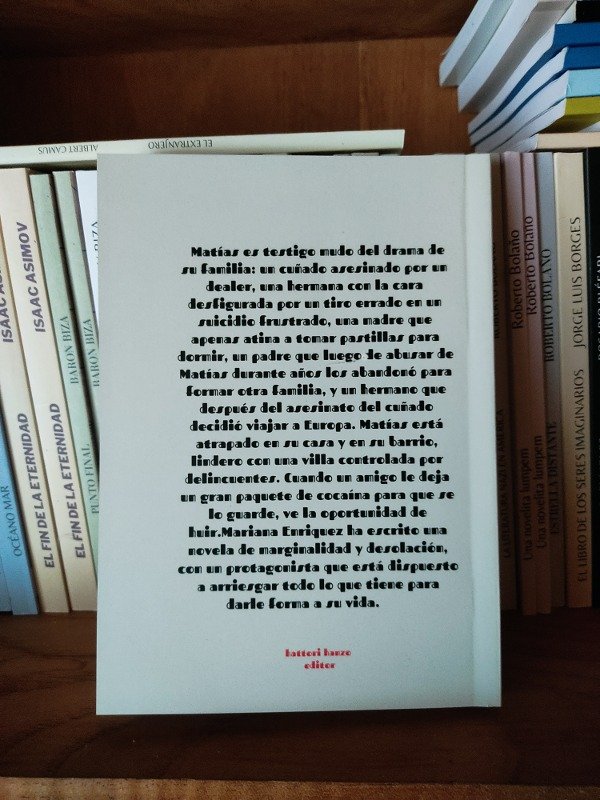 EL EXTRANJERO
ALBERT CAMUS
ISAAC ASIMOV
BARON BIZA
BARON BIZA
Roberto Bolaño
Roberto Bolaño
ROBERTO BOLAÑO
JORGE LUIS BORGES
Matías es testigo mudo del drama de
su familia: un cuñado asesinado por un
dealer, una hermana con la cara
desfigurada por un tiro errado en un
suicidio frustrado, una madre que
apenas atina a tomar pastillas para
dormir, un padre que luego de abusar de
Matías durante años los abandonó para
formar otra familia, y un hermano que
después del asesinato del cuñado
decidió viajar a Europa. Matías está
atrapado en su casa y en su barrio,
lindero con una villa controlada por
delincuentes. Cuando un amigo le deja
un gran paquete de cocaína para que se
lo guarde, ve la oportunidad de
huir.Mariana Enriquez ha escrito una
novela de marginalidad y desolación,
con un protagonista que está dispuesto
a arriesgar todo lo que tiene para
darle forma a su vida.
hattori hanzo
editor
OCÉANO MAR
EL FIN DE LA ETERNIDAD
EL FIN DE LA ETERNIDAD
PUNTO FINAL
Una novelita lumpem
Una novelita lumpem
ESTRELLA DISTANTE
EL LIBRO DE LOS SERES IMAGINARIOS